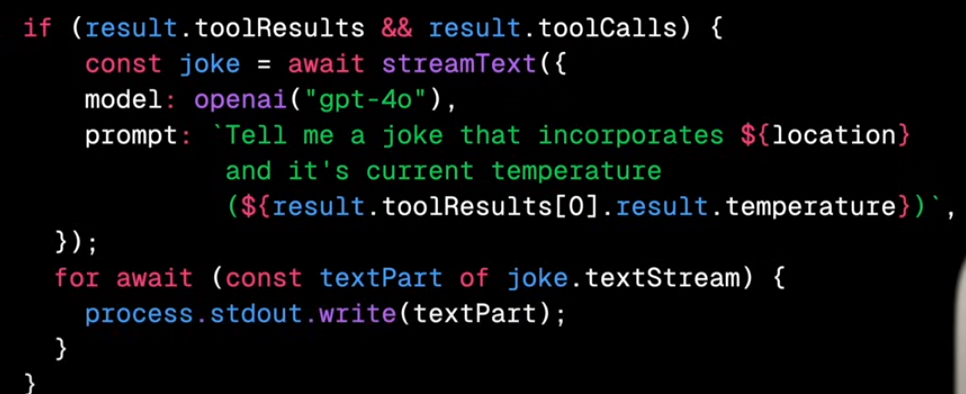 if (result.toolResults && result.toolCalls) {
const joke = await streamText({
model: openai("gpt-4o"),
prompt: `Tell me a joke that incorporates ${location}
and it's current temperature
(${result.toolResults[0].result.temperature})`,
});
for await (const textPart of joke.textStream) {
process.stdout.write(textPart);
}
}